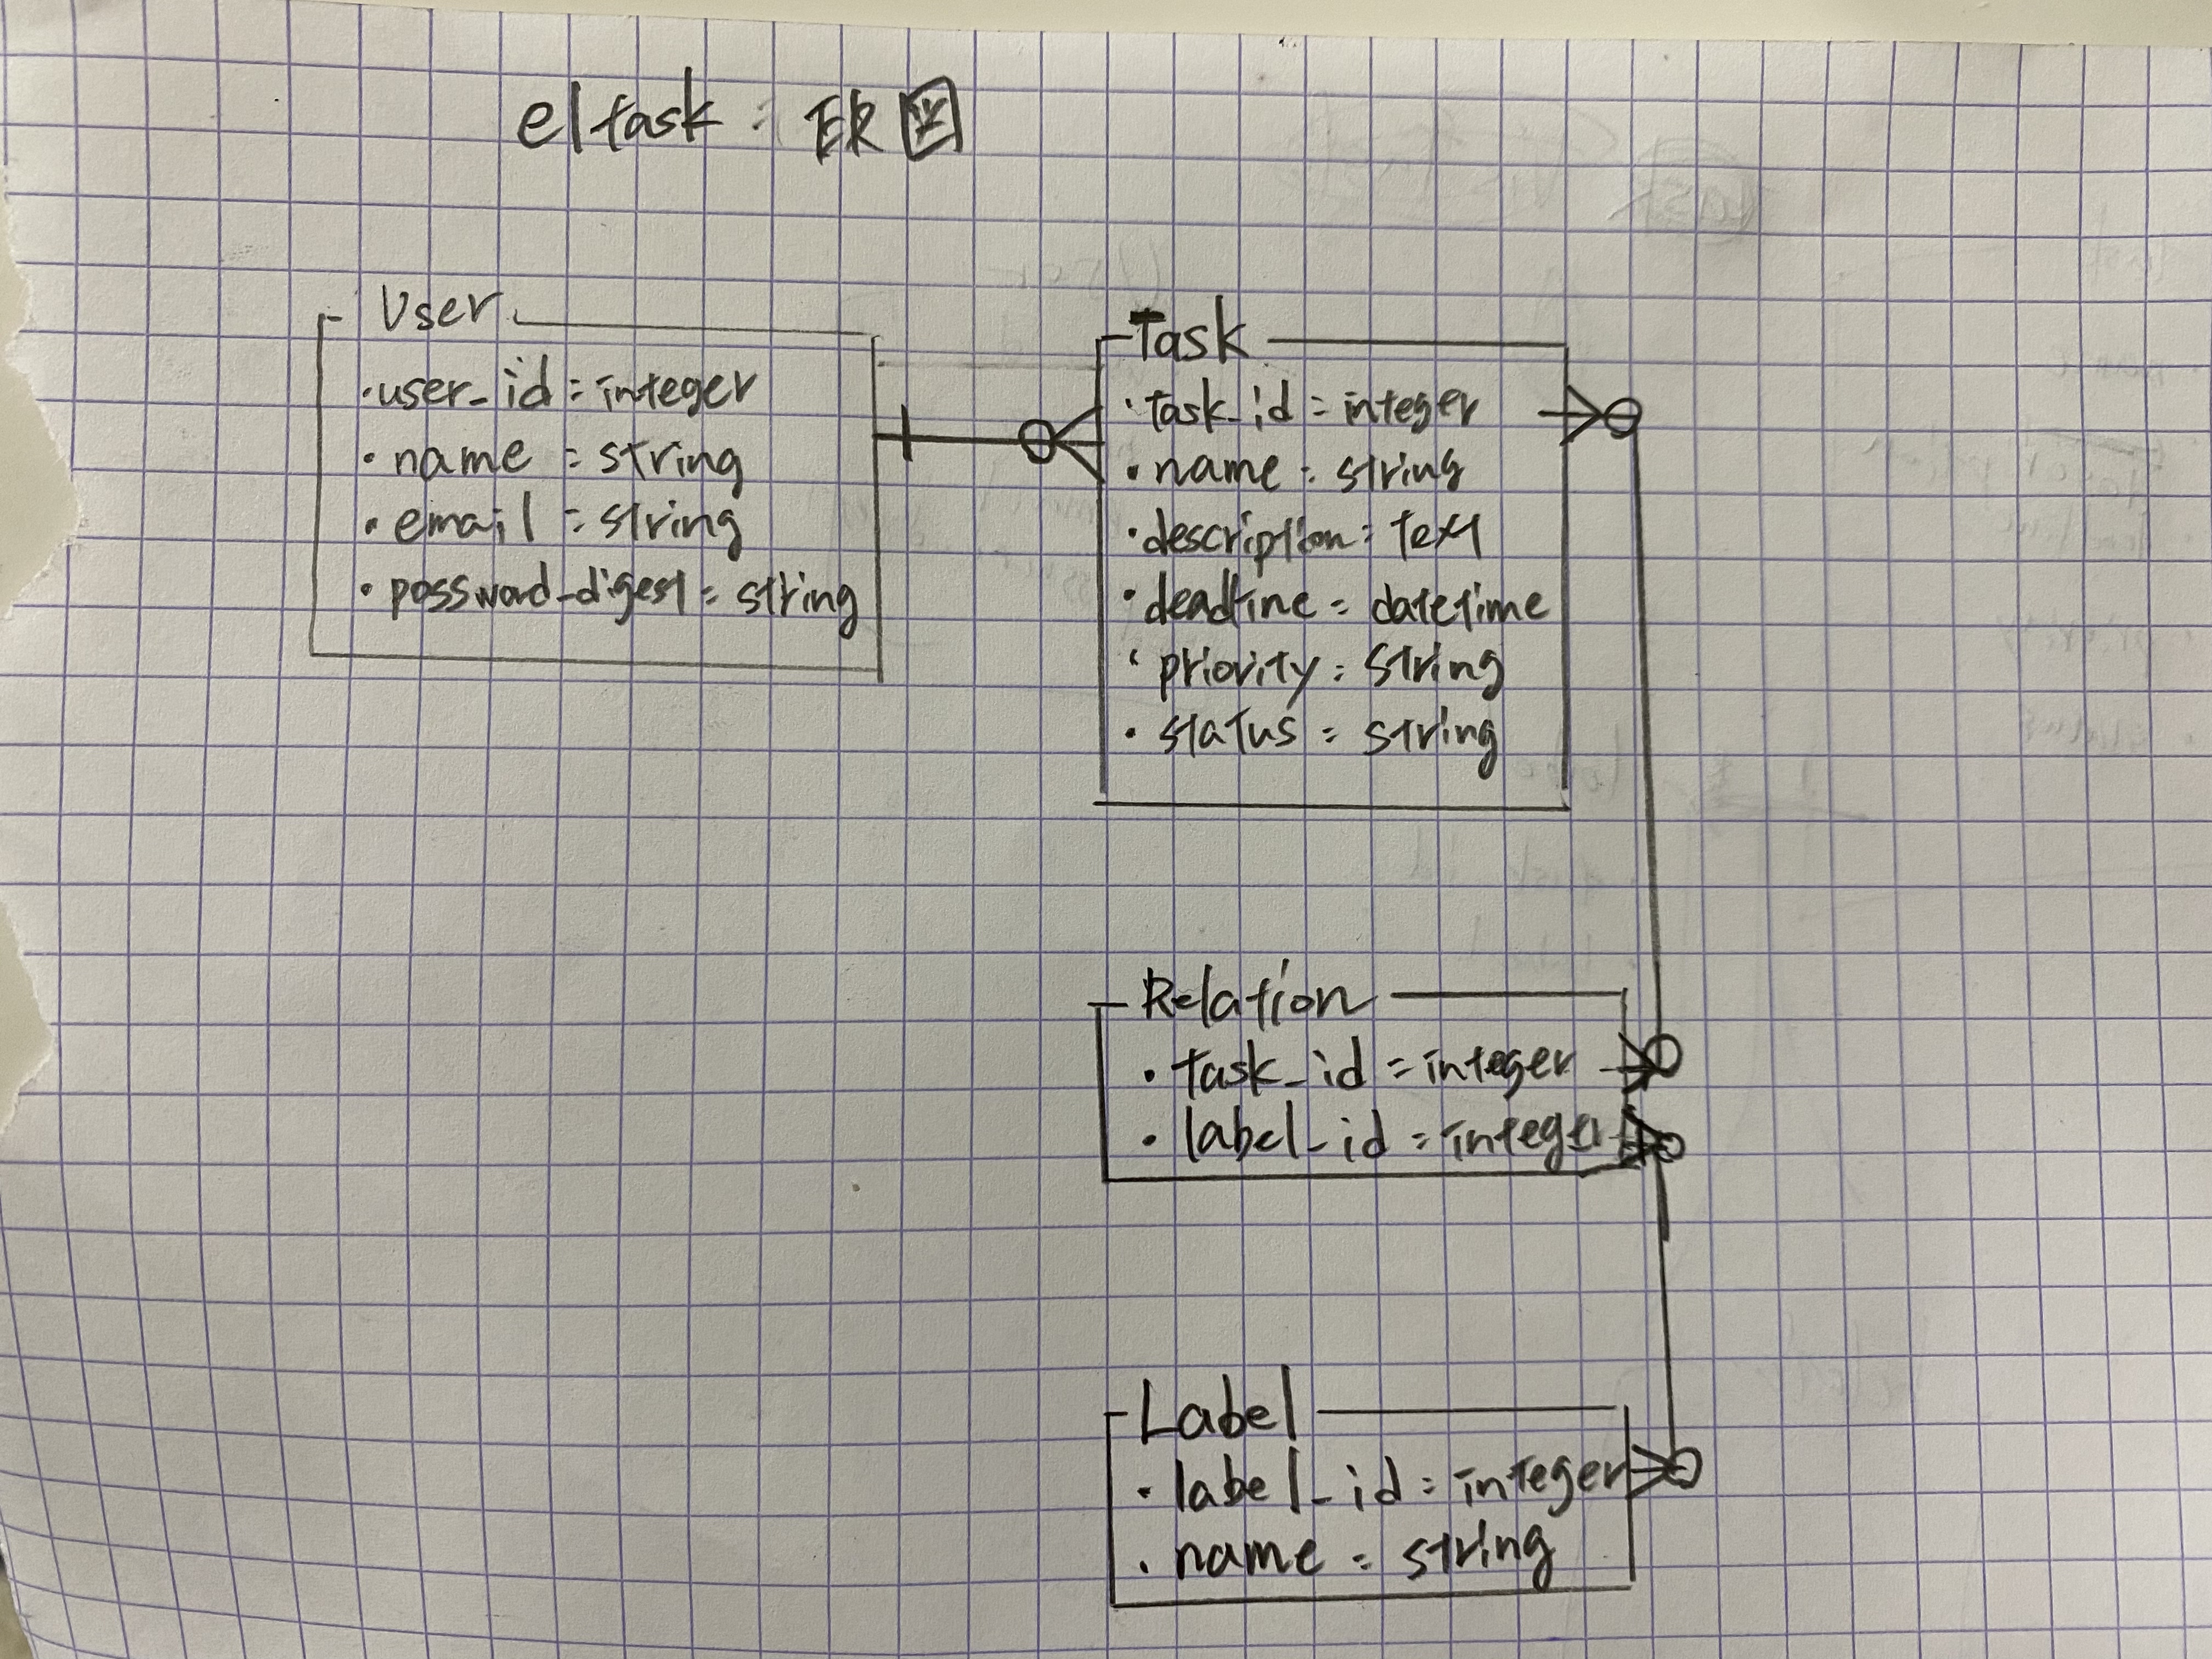 eltask : ER図
User
・user_id = integer
・name = string
・email = string
・possword_digest = string
Task
・task_id = integer
・name : string
・description = text
・deadline = datetime
・priority : string
・status = string
Relation
・task_id = integer
・label_id = integer
Label
・label_id = integer
・name = string